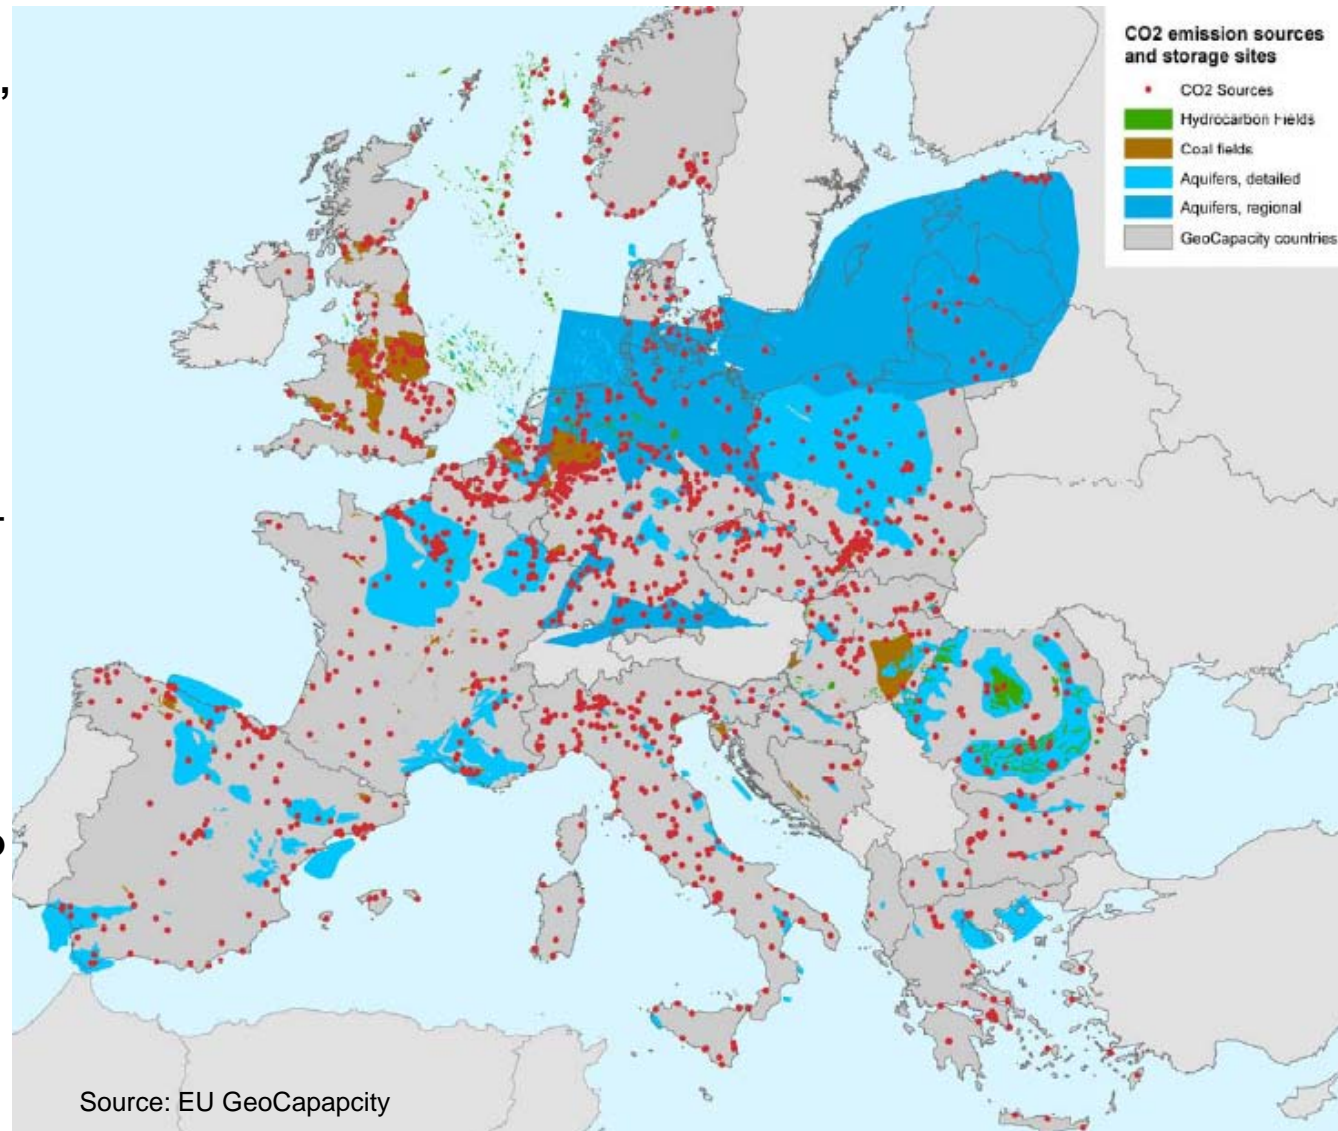 CO2 emission sources
and storage sites
CO2 Sources
Hydrocarbon Fields
Coal fields
Aquifers, detailed
Aquifers, regional
GeoCapacity countries
Source: EU GeoCapapcity